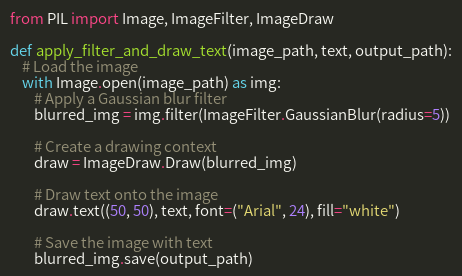 from PIL import Image, ImageFilter, ImageDraw

def apply_filter_and_draw_text(image_path, text, output_path):
    # Load the image
    with Image.open(image_path) as img:
        # Apply a Gaussian blur filter
        blurred_img = img.filter(ImageFilter.GaussianBlur(radius=5))

        # Create a drawing context
        draw = ImageDraw.Draw(blurred_img)

        # Draw text onto the image
        draw.text((50, 50), text, font=("Arial", 24), fill="white")

        # Save the image with text
        blurred_img.save(output_path)